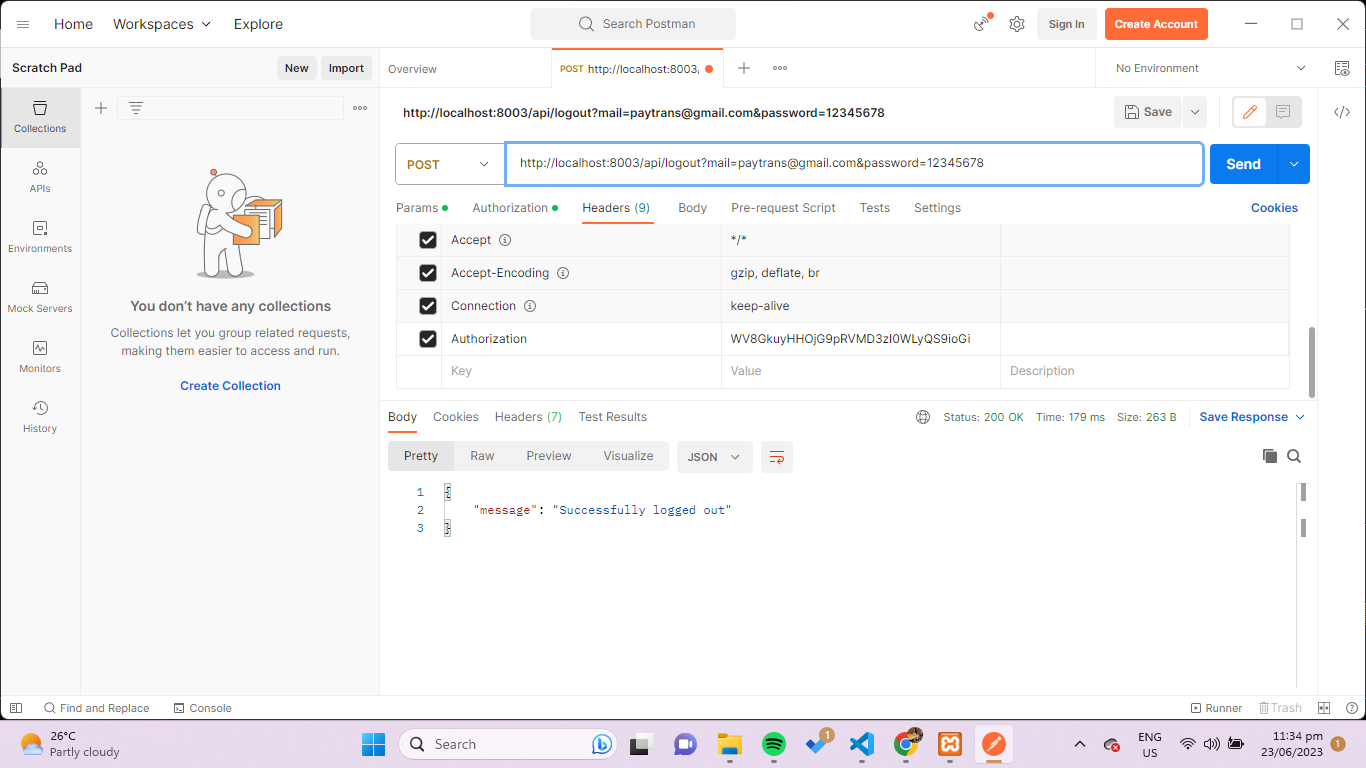 Home Workspaces Explore Search Postman Sign In Create Account
Scratch Pad New Import Overview POST http://localhost:8003, No Environment
Collections
APIs
Environments
Mock Servers
Monitors
History
You don't have any collections
Collections let you group related requests,
making them easier to access and run.
Create Collection
http://localhost:8003/api/logout?mail=paytrans@gmail.com&password=12345678 Save
POST http://localhost:8003/api/logout?mail=paytrans@gmail.com&password=12345678 Send
Params Authorization Headers (9) Body Pre-request Script Tests Settings Cookies
Accept */*
Accept-Encoding gzip, deflate, br
Connection keep-alive
Authorization WV8GkuyHHOjG9pRVMD3zI0WLyQS9ioGi
Key Value Description
Body Cookies Headers (7) Test Results Status: 200 OK Time: 179 ms Size: 263 B Save Response
Pretty Raw Preview Visualize JSON
1 {
2 "message": "Successfully logged out"
3 }
Find and Replace Console Runner Trash
26°C
Partly cloudy
Search
1
ENG
US
11:34 pm
23/06/2023
1